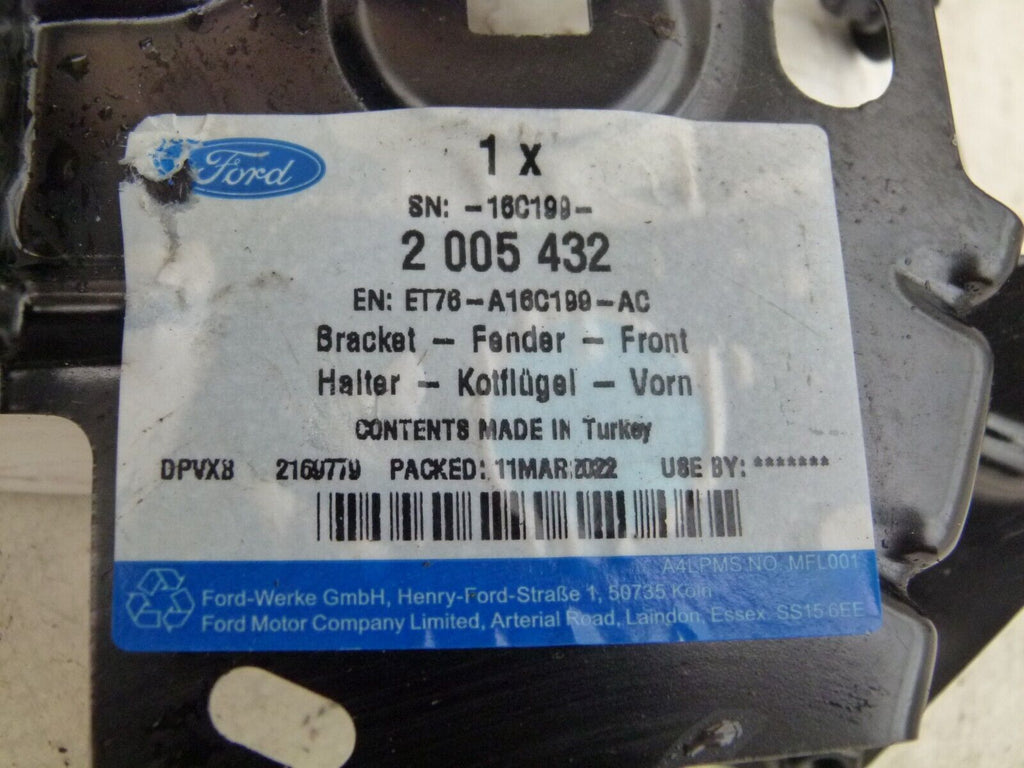 Ford
1 x
SN: -16C199-
2 005 432
EN: ET76-A16C199-AC
Bracket - Fender - Front
Halter - Kotflügel - Vorn
CONTENTS MADE IN Turkey
DPVXB 2169779 PACKED: 11MAR2022 USE BY: *******
A4LPMS.NO. MFL001
Ford-Werke GmbH, Henry-Ford-Straße 1, 50735 Köln
Ford Motor Company Limited, Arterial Road, Laindon, Essex. SS15 6EE